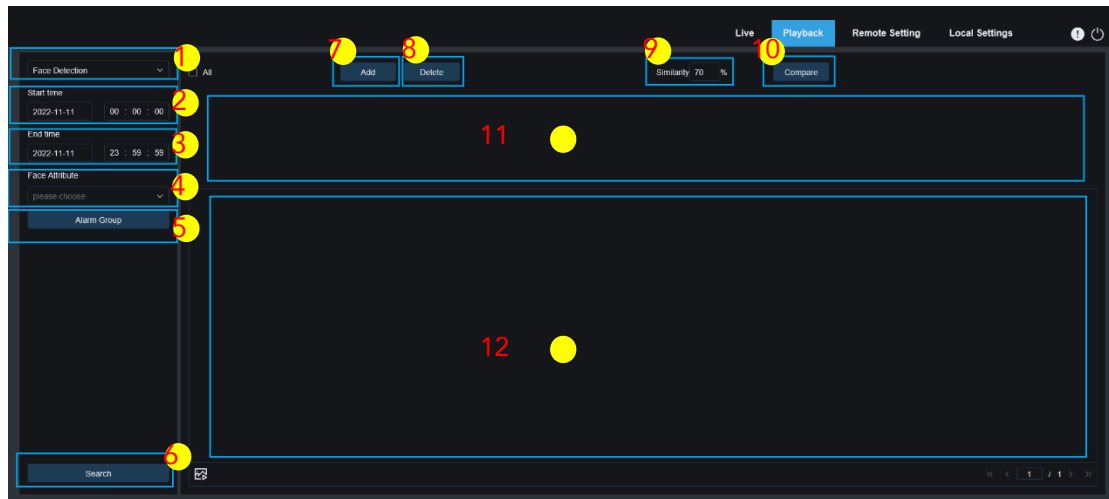 Live Playback Remote Setting Local Settings
1 7 8 9 10
Face Detection All Add Delete Similarity 70 % Compare
Start time
2022-11-11 00 : 00 : 00 2
End time
2022-11-11 23 : 59 : 59 3
11
Face Attribute
please choose 4
Alarm Group 5
12
6
Search 1 / 1